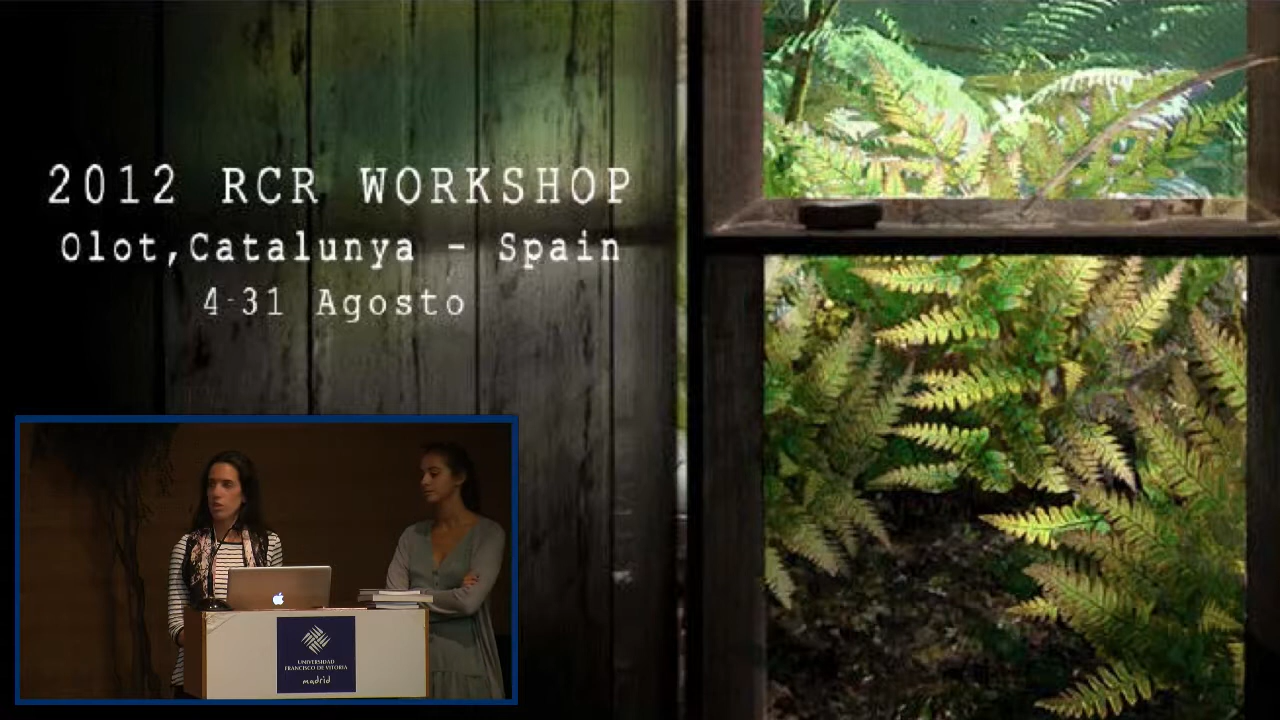 2012 RCR WORKSHOP
Olot,Catalunya - Spain
4-31 Agosto
UNIVERSIDAD
FRANCISCO DE VITORIA
madrid